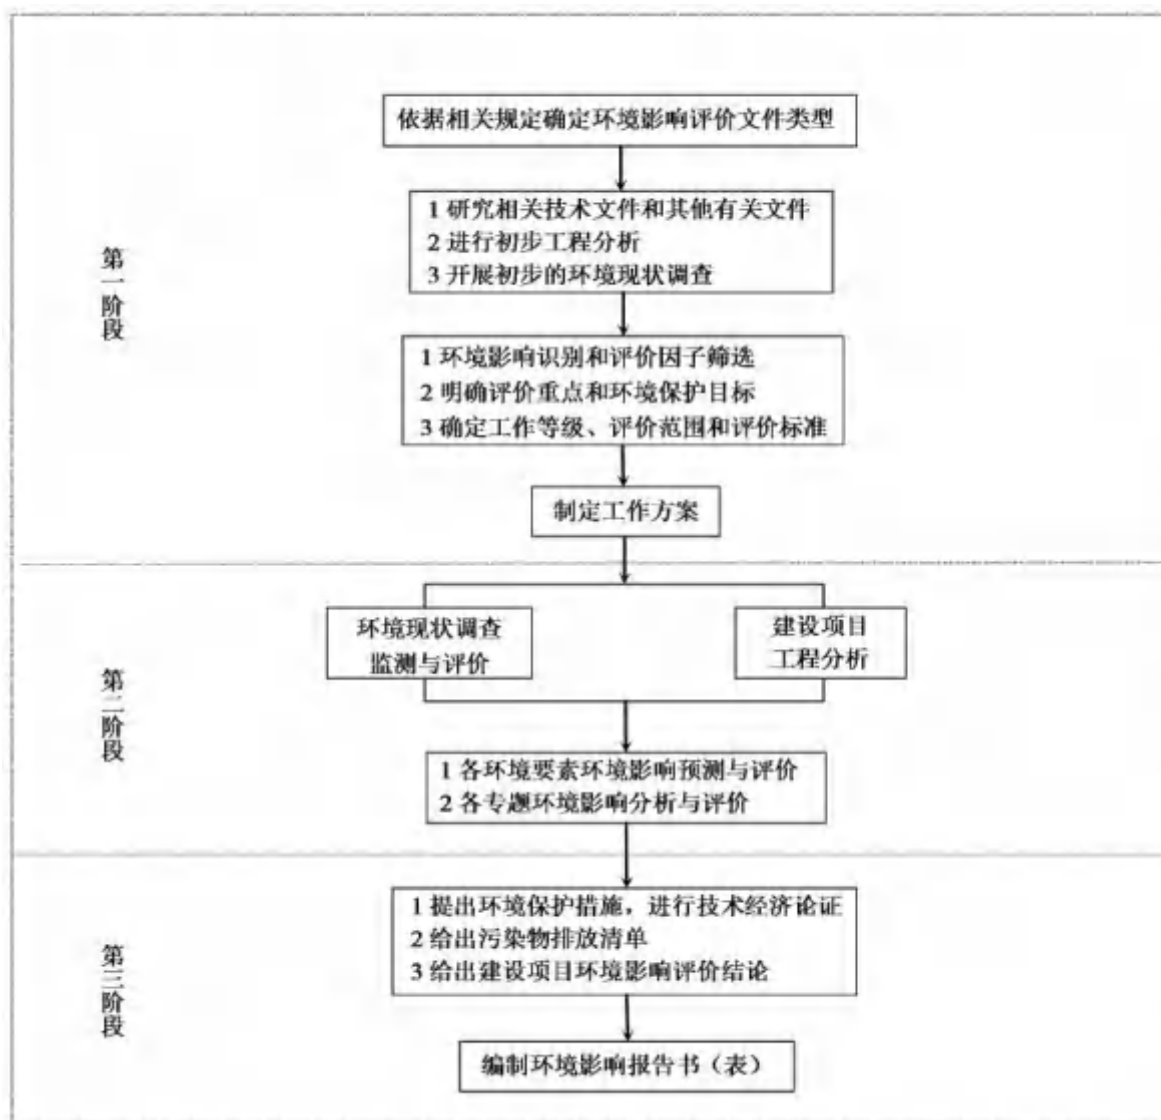 第一阶段
依据相关规定确定环境影响评价文件类型
1 研究相关技术文件和其他有关文件
2 进行初步工程分析
3 开展初步的环境现状调查
1 环境影响识别和评价因子筛选
2 明确评价重点和环境保护目标
3 确定工作等级、评价范围和评价标准
制定工作方案
第二阶段
环境现状调查
监测与评价
建设项目
工程分析
1 各环境要素环境影响预测与评价
2 各专题环境影响分析与评价
第三阶段
1 提出环境保护措施，进行技术经济论证
2 给出污染物排放清单
3 给出建设项目环境影响评价结论
编制环境影响报告书（表）